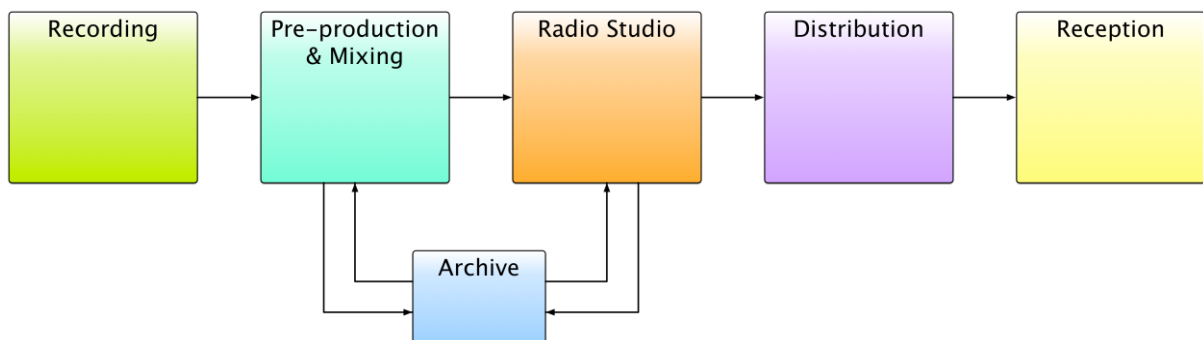 Recording
Pre-production
& Mixing
Radio Studio
Distribution
Reception
Archive